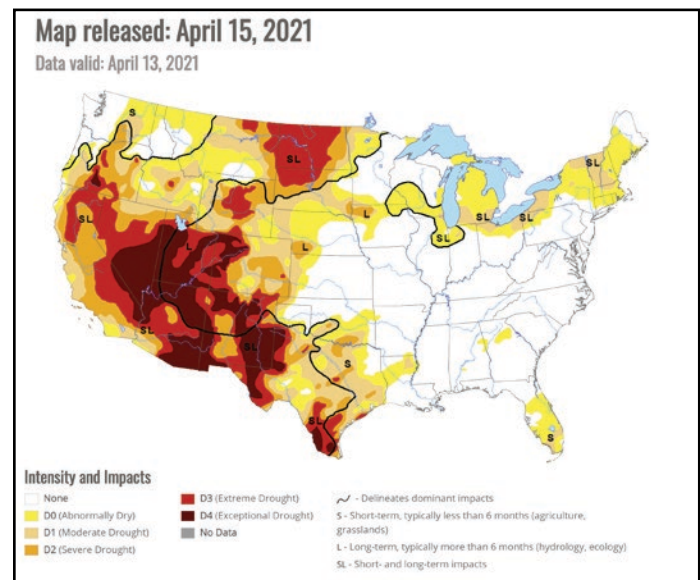 Map released: April 15, 2021
Data valid: April 13, 2021
S
SL
SL
SL
L
SL
SL
SL
L
L
SL
SL
S
SL
S
Intensity and Impacts
None
D0 (Abnormally Dry)
D1 (Moderate Drought)
D2 (Severe Drought)
D3 (Extreme Drought)
D4 (Exceptional Drought)
No Data
- Delineates dominant impacts
S - Short-term, typically less than 6 months (agriculture,
grasslands)
L - Long-term, typically more than 6 months (hydrology, ecology)
SL - Short- and long-term impacts